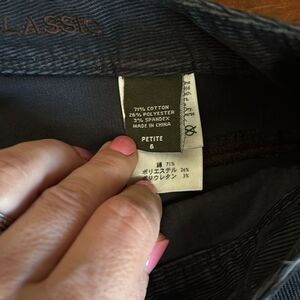 LASSIC
71% COTTON
26% POLYESTER
3% SPANDEX
MADE IN CHINA
PETITE
6
綿 71%
ポリエステル 26%
ポリウレタン 3%